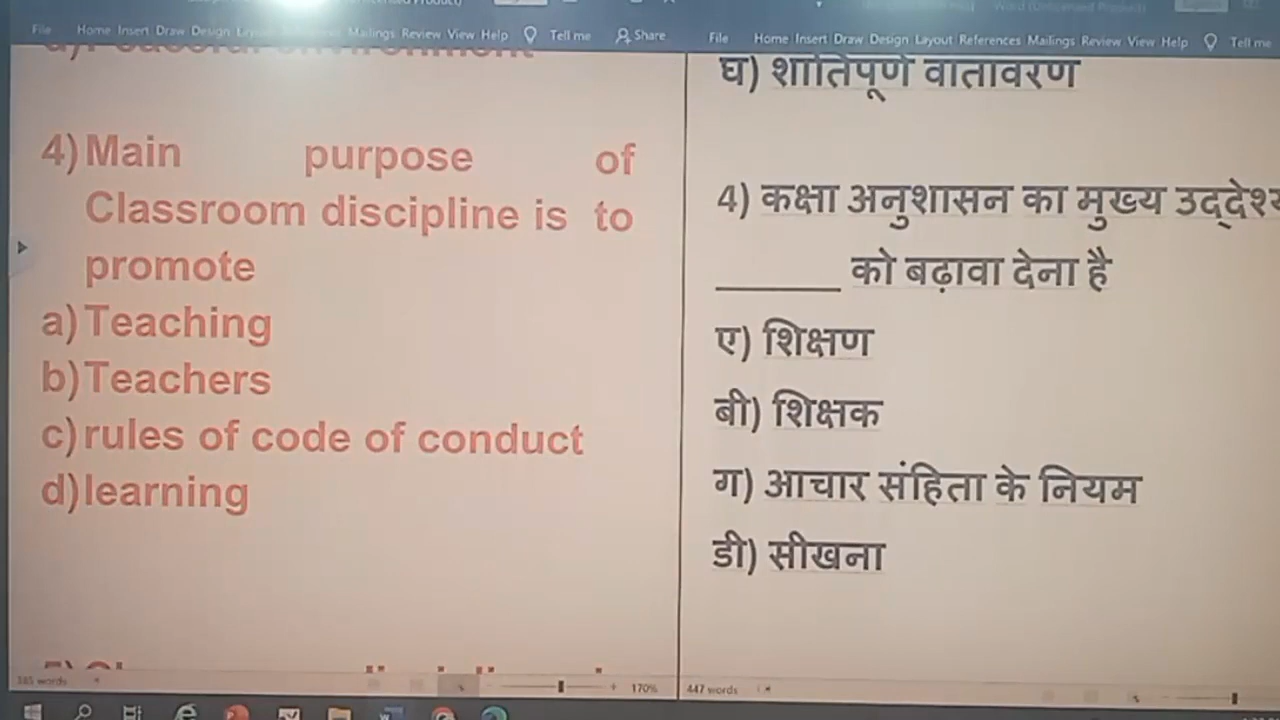 File Home Insert Draw Design Mailings Review View Help Tell me Share
4) Main purpose of
Classroom discipline is to
promote
a) Teaching
b) Teachers
c) rules of code of conduct
d) learning
170%
File Home Insert Draw Design Layout References Mailings Review View Help Tell me
घ) शांतिपूर्ण वातावरण
4) कक्षा अनुशासन का मुख्य उद्देश्य
______ को बढ़ावा देना है
ए) शिक्षण
बी) शिक्षक
ग) आचार संहिता के नियम
डी) सीखना
447 words